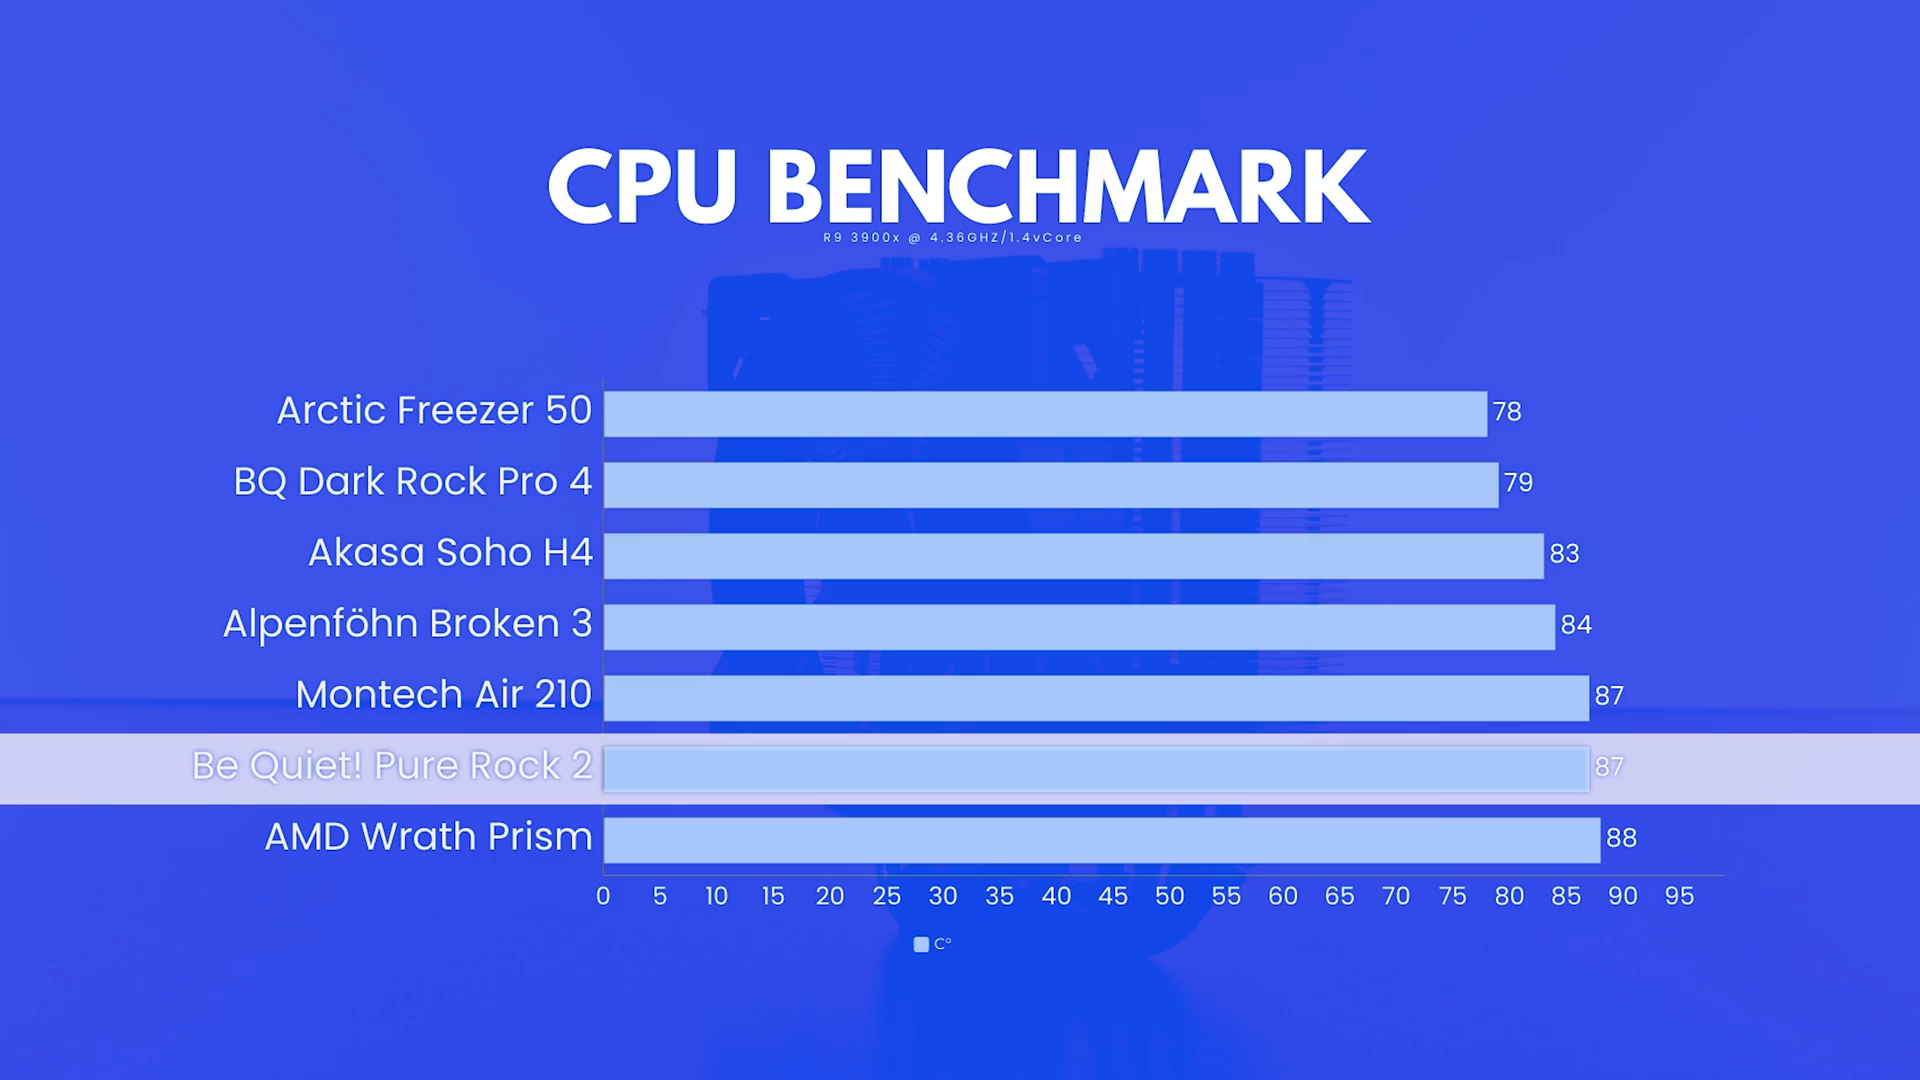 CPU BENCHMARK
R9 3900x @ 4.36GHZ/1.4vCore
Arctic Freezer 50 78
BQ Dark Rock Pro 4 79
Akasa Soho H4 83
Alpenföhn Broken 3 84
Montech Air 210 87
Be Quiet! Pure Rock 2 87
AMD Wrath Prism 88
0 5 10 15 20 25 30 35 40 45 50 55 60 65 70 75 80 85 90 95
C°